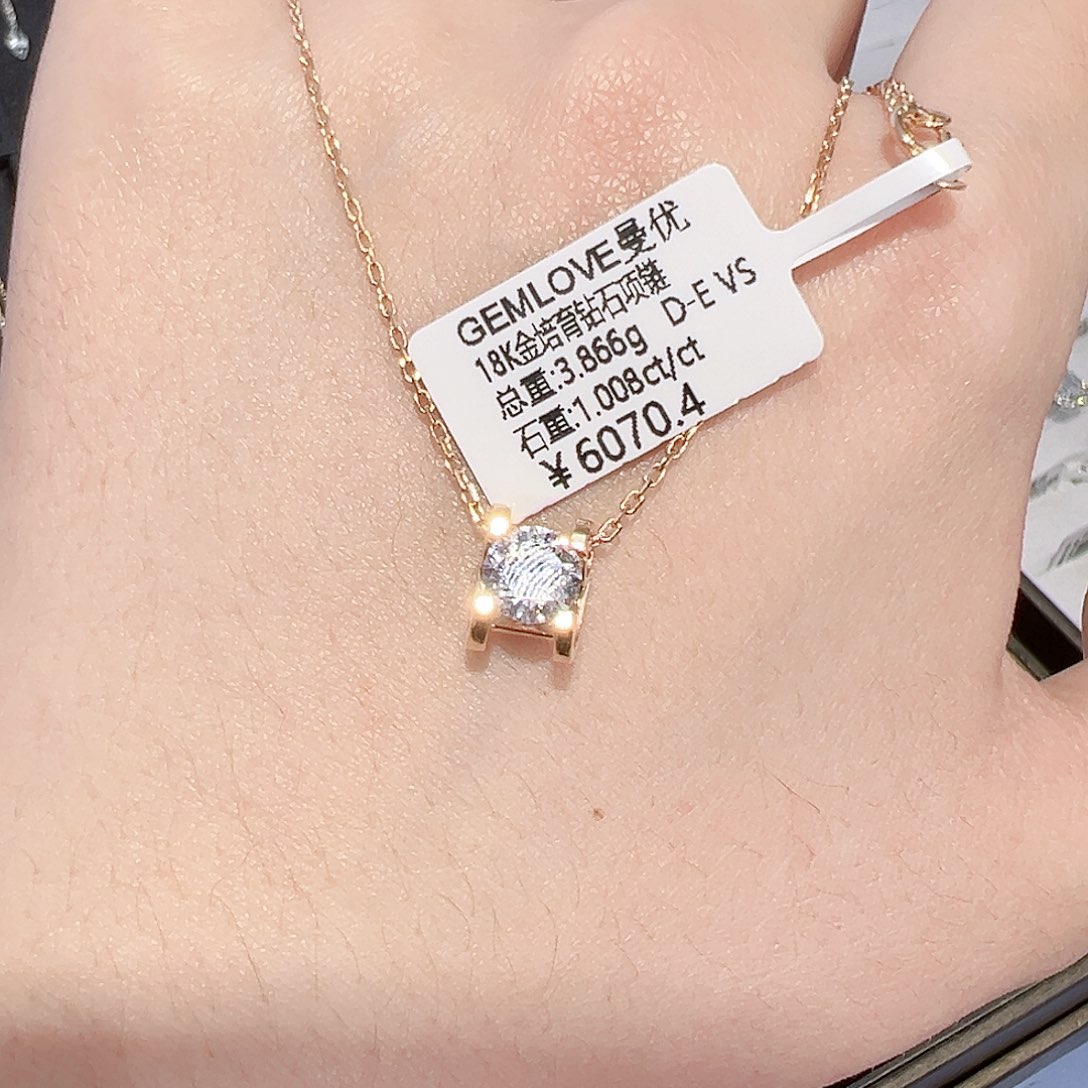 GEMLOVE曼优
18K金培育钻石项链
总重:3.866g D-E VS
石重:1.008ct/ct
¥6070.4